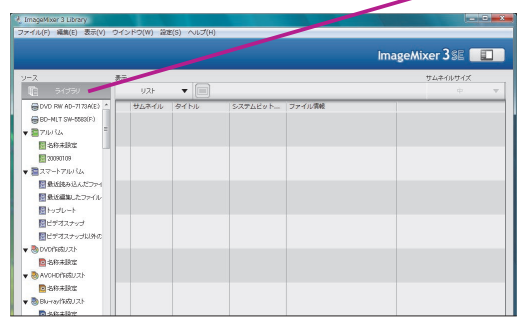 ImageMixer 3 Library
ファイル(F) 編集(E) 表示(V) ウインドウ(W) 設定(S) ヘルプ(H)
ImageMixer 3 SE
ソース 表示 サムネイルサイズ
ライブラリ リスト 中
サムネイル タイトル システムビット... ファイル情報
DVD RW AD-7173A(E:)
BD-MLT SW-5583(F:)
アルバム
名称未設定
20090109
スマートアルバム
最近読み込んだファイ
最近編集したファイル
トップレート
ビデオスナップ
ビデオスナップ以外の
DVD作成リスト
名称未設定
AVCHD作成リスト
名称未設定
Blu-ray作成リスト
名称未設定